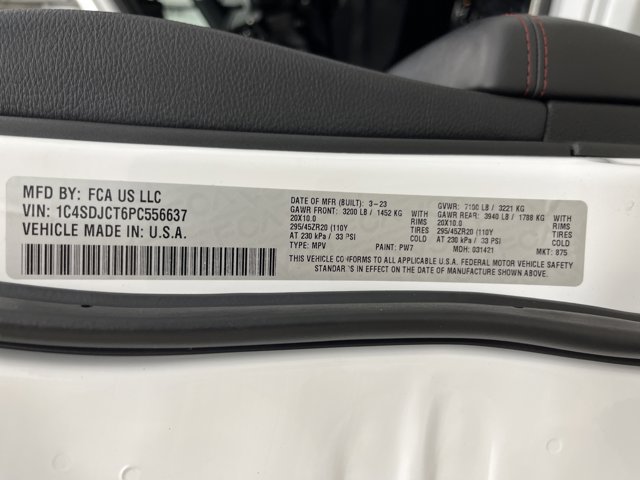 MFD BY: FCA US LLC
VIN: 1C4SDJCT6PC556637
VEHICLE MADE IN: U.S.A.
DATE OF MFR (BUILT): 3-23
GAWR FRONT: 3200 LB / 1452 KG WITH
20X10.0 RIMS
295/45ZR20 (110Y TIRES
AT 230 kPa / 33 PSI COLD
TYPE: MPV PAINT: PW7
GVWR: 7100 LB / 3221 KG
GAWR REAR: 3940 LB / 1788 KG WITH
20X10.0 RIMS
295/45ZR20 (110Y TIRES
AT 230 kPa / 33 PSI COLD
MDH: 031421 MKT: 875
THIS VEHICLE CONFORMS TO ALL APPLICABLE U.S.A. FEDERAL MOTOR VEHICLE SAFETY
STANDARDS IN EFFECT ON THE DATE OF MANUFACTURE SHOWN ABOVE.